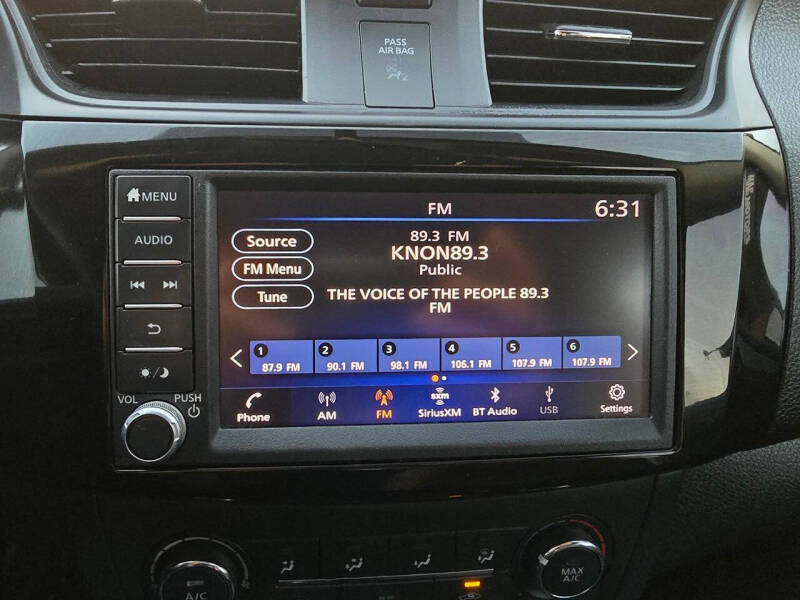 PASS
AIR BAG
2
MENU
AUDIO
VOL
PUSH
FM
6:31
Source
FM Menu
Tune
89.3 FM
KNON89.3
Public
THE VOICE OF THE PEOPLE 89.3
FM
1 87.9 FM
2 90.1 FM
3 98.1 FM
4 106.1 FM
5 107.9 FM
6 107.9 FM
Phone
AM
FM
sxm
SiriusXM
BT Audio
USB
Settings
A/C
MAX
A/C